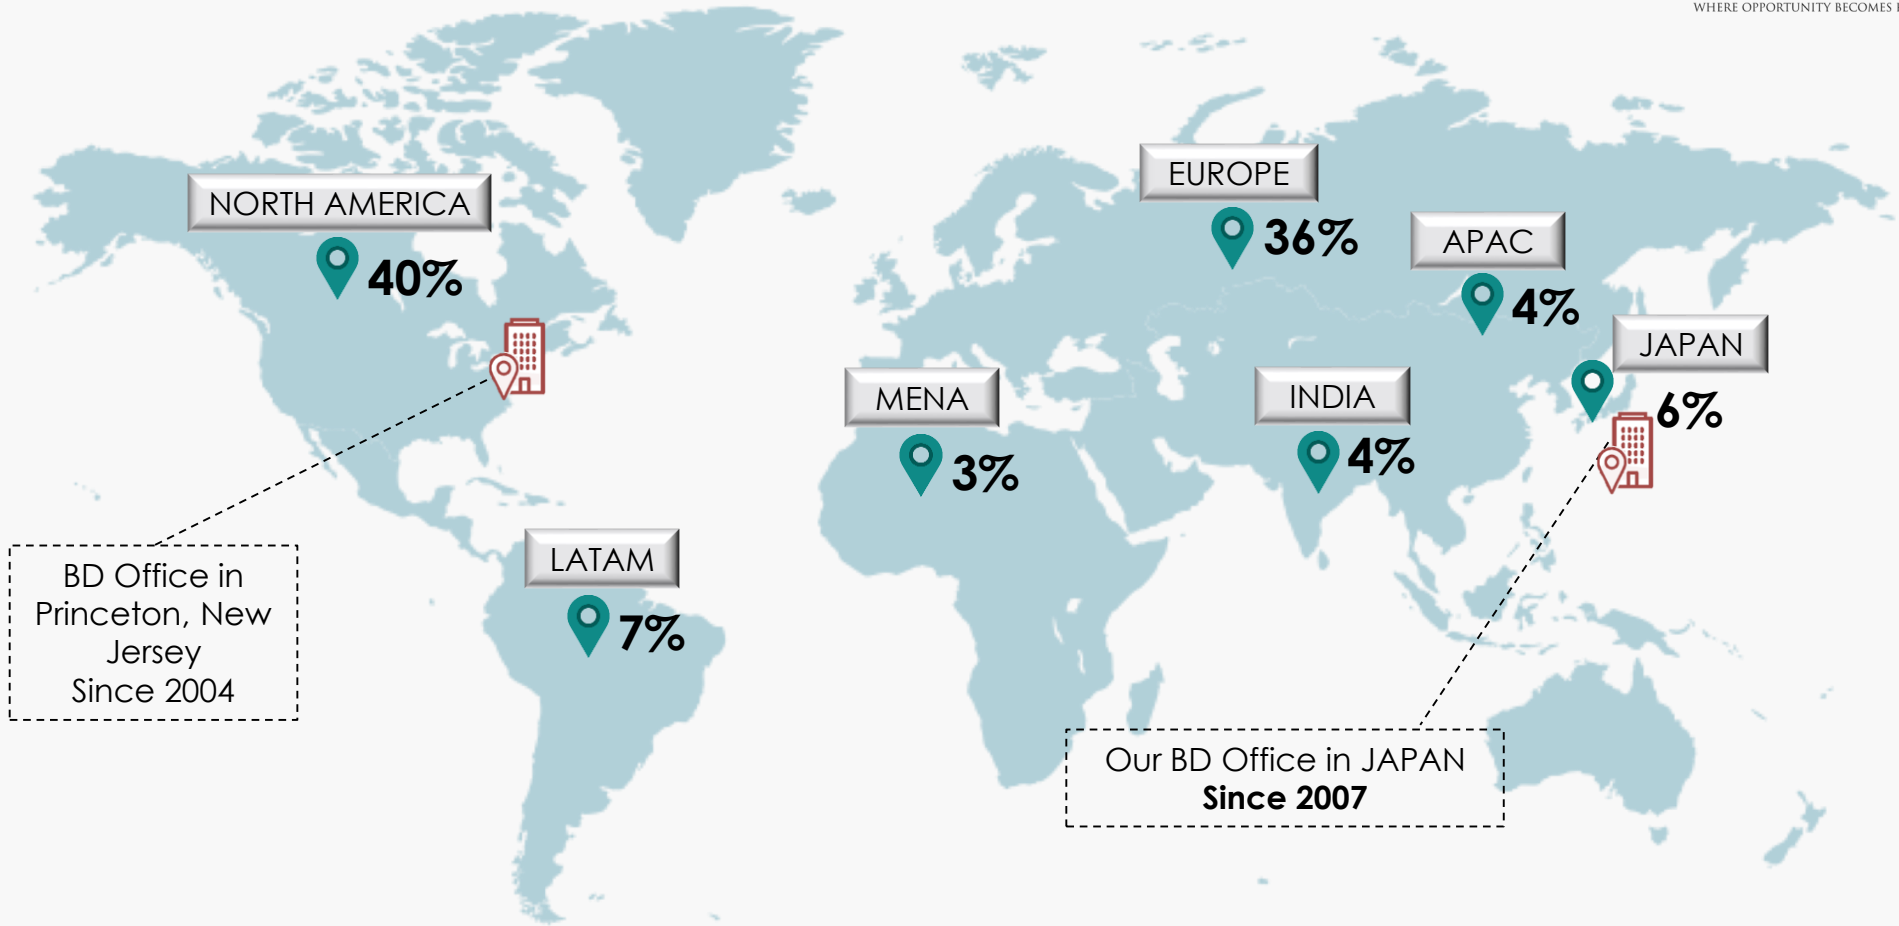 WHERE OPPORTUNITY BECOMES
EUROPE
NORTH AMERICA
36%
APAC
40%
4%
JAPAN
MENA
INDIA
6%
3%
4%
LATAM
BD Office in
Princeton, New
Jersey
Since 2004
7%
Our BD Office in JAPAN
Since 2007